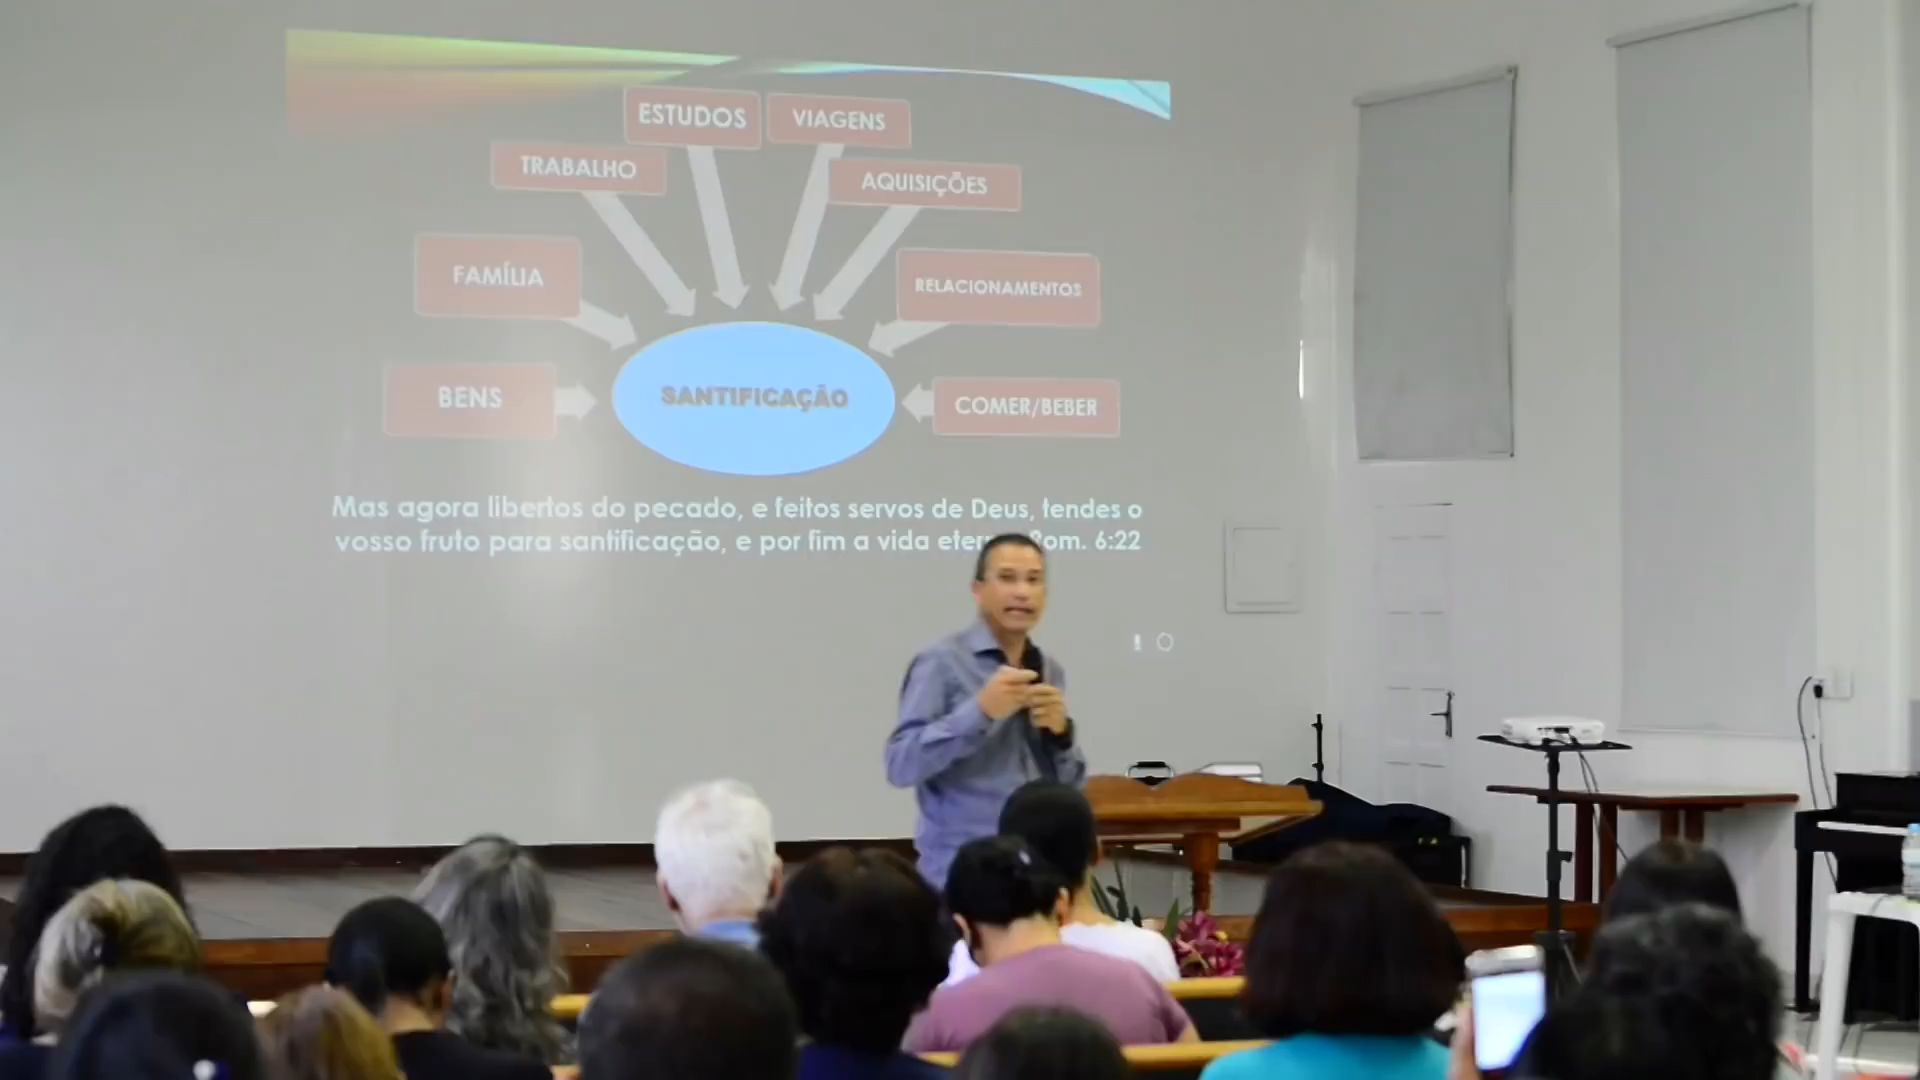 ESTUDOS
VIAGENS
TRABALHO
AQUISIÇÕES
FAMÍLIA
RELACIONAMENTOS
BENS
SANTIFICAÇÃO
COMER/BEBER
Mas agora libertos do pecado, e feitos servos de Deus, tendes o
vosso fruto para santificação, e por fim a vida 6:22